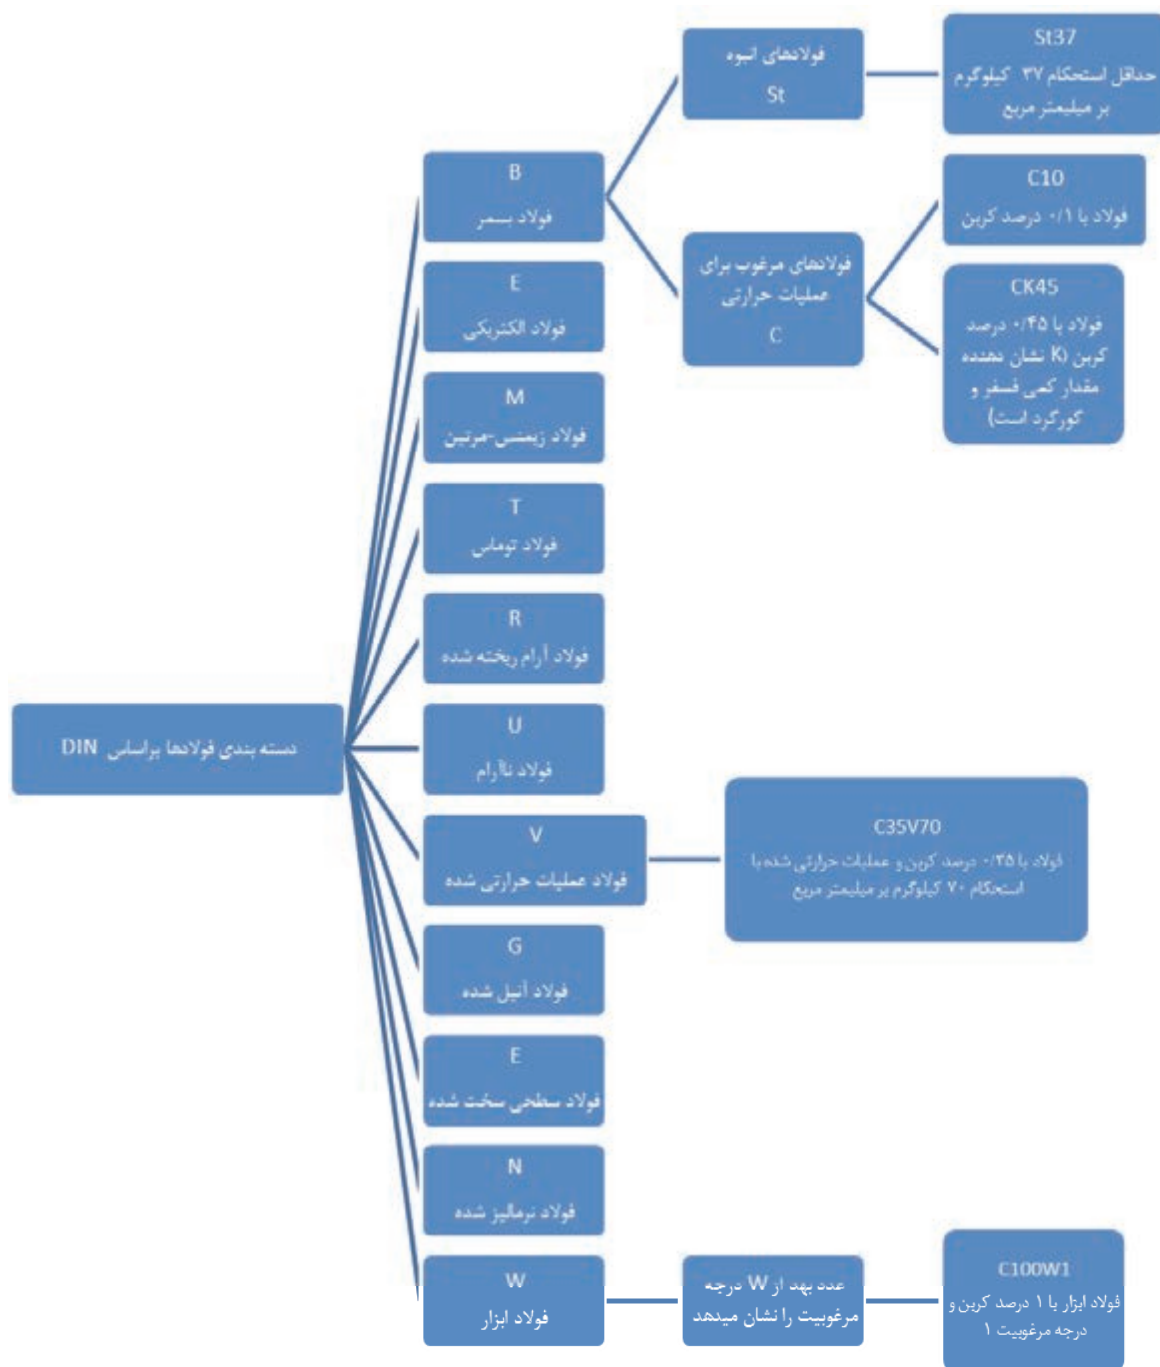 دسته بندی فولادها براساس DIN
B
فولاد بسمر
فولادهای انبوه
St
St37
حداقل استحکام ۳۷ کیلوگرم
بر میلیمتر مربع
فولادهای مرغوب برای
عملیات حرارتی
C
C10
فولاد با ۰/۱ درصد کربن
CK45
فولاد با ۰/۴۵ درصد
کربن (K نشان دهنده
مقدار کمی فسفر و
گورگرد است)
E
فولاد الکتریکی
M
فولاد زیمنس-مرتین
T
فولاد توماس
R
فولاد آرام ریخته شده
U
فولاد ناآرام
V
فولاد عملیات حرارتی شده
C35V70
فولاد با ۰/۳۵ درصد کربن و عملیات حرارتی شده با
استحکام ۷۰ کیلوگرم بر میلیمتر مربع
G
فولاد آنیل شده
E
فولاد سطحی سخت شده
N
فولاد نرمالیز شده
W
فولاد ابزار
عدد بهد از W درجه
مرغوبیت را نشان میدهد
C100W1
فولاد ابزار با ۱ درصد کربن و
درجه مرغوبیت ۱